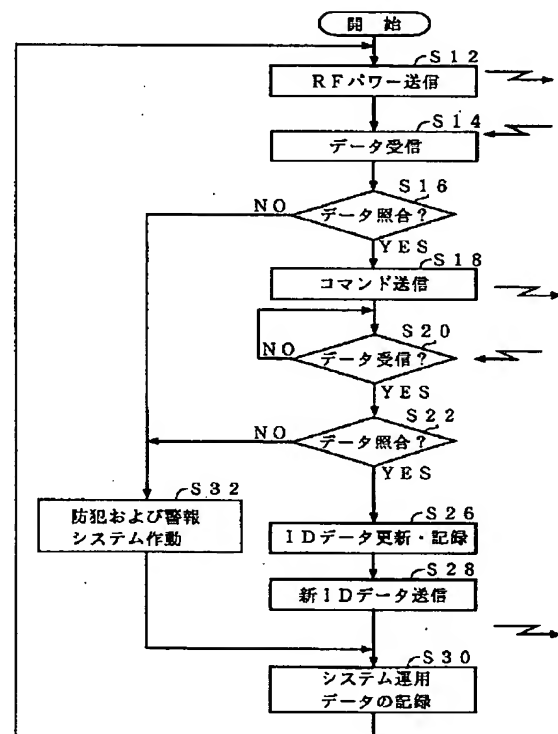 開 始
S12
RFパワー送信
S14
データ受信
S16
データ照合?
NO
YES
S18
コマンド送信
S20
データ受信?
NO
YES
S22
データ照合?
NO
YES
S32
防犯および警報
システム作動
S26
IDデータ更新・記録
S28
新IDデータ送信
S30
システム運用
データの記録